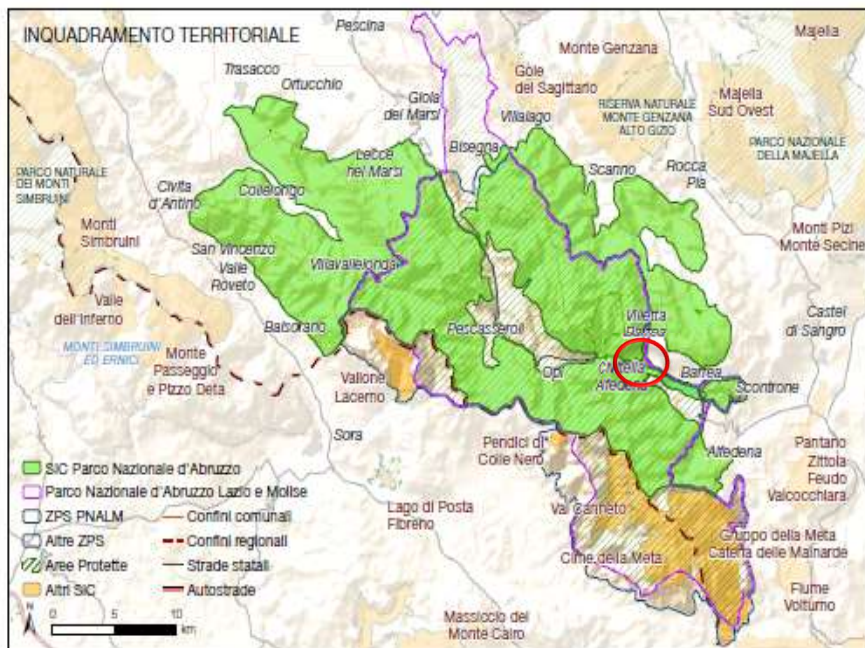 INQUADRAMENTO TERRITORIALE
Pescina
Majella
Monte Genzana
Trasacco
Ortucchio
Gioia
dei Marsi
Gole
del Sagittario
Villalago
RISERVA NATURALE
MONTE GENZANA
ALTO GIZIO
Majella
Sud Ovest
PARCO NAZIONALE
DELLA MAJELLA
Bisegna
Lecce
nei Marsi
Scanno
Rocca
Pia
PARCO NATURALE
DEI MONTI
SIMBRUINI
Civita
d'Antino
Collelongo
Monti
Simbruini
San Vincenzo
Valle
Roveto
Villavallelonga
Monti Pizi
Monte Secine
Valle
dell'Inferno
Balsorano
Pescasseroli
Villetta
Barrea
Castel
di Sangro
MONTI SIMBRUINI
ED ERNICI
Monte
Passeggio
e Pizzo Deta
Vallone
Lacerno
Opi
Civitella
Alfedena
Barrea
Scontrone
Sora
Pendici di
Colle Nero
Alfedena
Pantano
Zittola
Feudo
Valcocchiara
Lago di Posta
Fibreno
Val Canneto
Gruppo della Meta
Catena delle Mainarde
Cime della Meta
Fiume
Volturno
Massiccio del
Monte Cairo
SIC Parco Nazionale d'Abruzzo
Parco Nazionale d'Abruzzo Lazio e Molise
ZPS PNALM
Confini comunali
Altre ZPS
Confini regionali
Aree Protette
Strade statali
Altri SIC
Autostrade
N
0 5 10
km